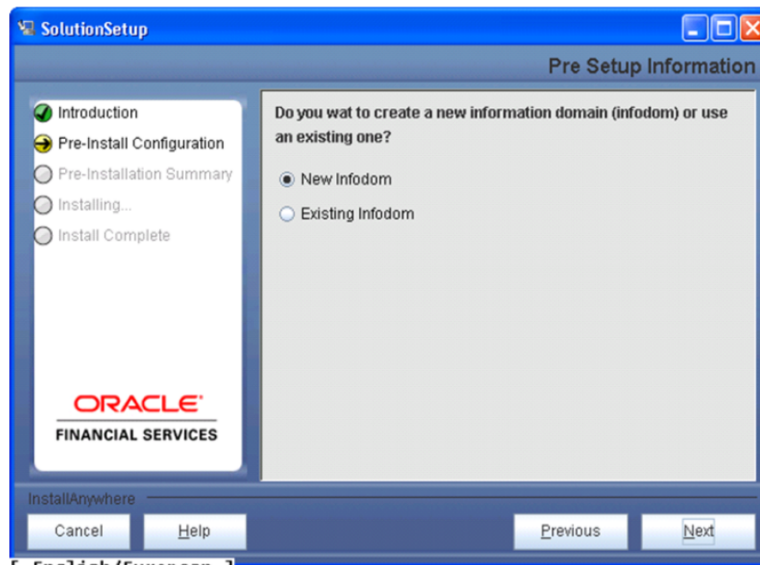 SolutionSetup
Pre Setup Information
Introduction
Pre-Install Configuration
Pre-Installation Summary
Installing...
Install Complete
Do you wat to create a new information domain (infodom) or use
an existing one?
New Infodom
Existing Infodom
ORACLE
FINANCIAL SERVICES
InstallAnywhere
Cancel
Help
Previous
Next
[ English/European ]